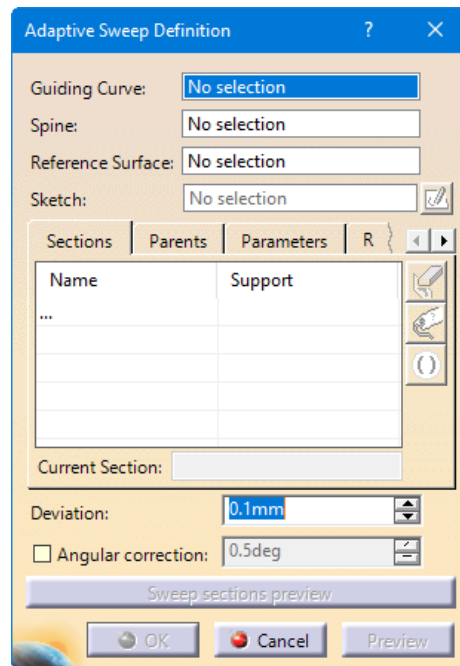 Adaptive Sweep Definition ? ×
Guiding Curve: No selection
Spine: No selection
Reference Surface: No selection
Sketch: No selection
Sections Parents Parameters R
Name Support
...
Current Section:
Deviation: 0.1mm
Angular correction: 0.5deg
Sweep sections preview
OK Cancel Preview